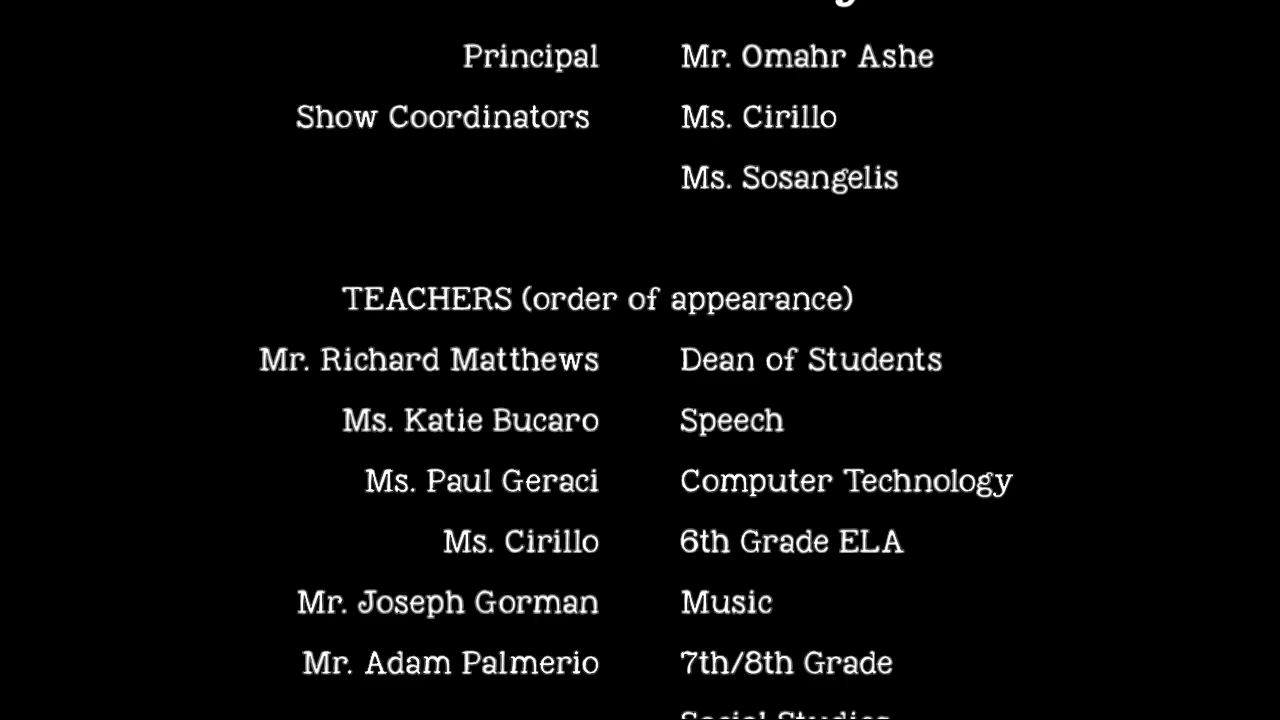 Principal Mr. Omahr Ashe
Show Coordinators Ms. Cirillo
Ms. Sosangelis
TEACHERS (order of appearance)
Mr. Richard Matthews Dean of Students
Ms. Katie Bucaro Speech
Ms. Paul Geraci Computer Technology
Ms. Cirillo 6th Grade ELA
Mr. Joseph Gorman Music
Mr. Adam Palmerio 7th/8th Grade
Social Studies